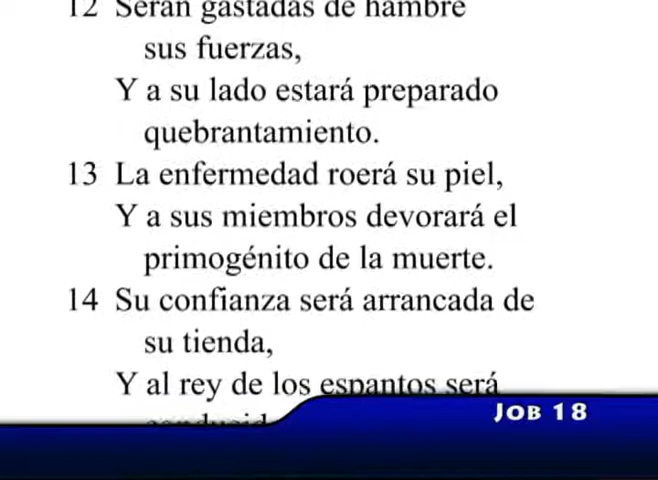 12 Serán gastadas de hambre
sus fuerzas,
Y a su lado estará preparado
quebrantamiento.
13 La enfermedad roerá su piel,
Y a sus miembros devorará el
primogénito de la muerte.
14 Su confianza será arrancada de
su tienda,
Y al rey de los espantos será
JOB 18